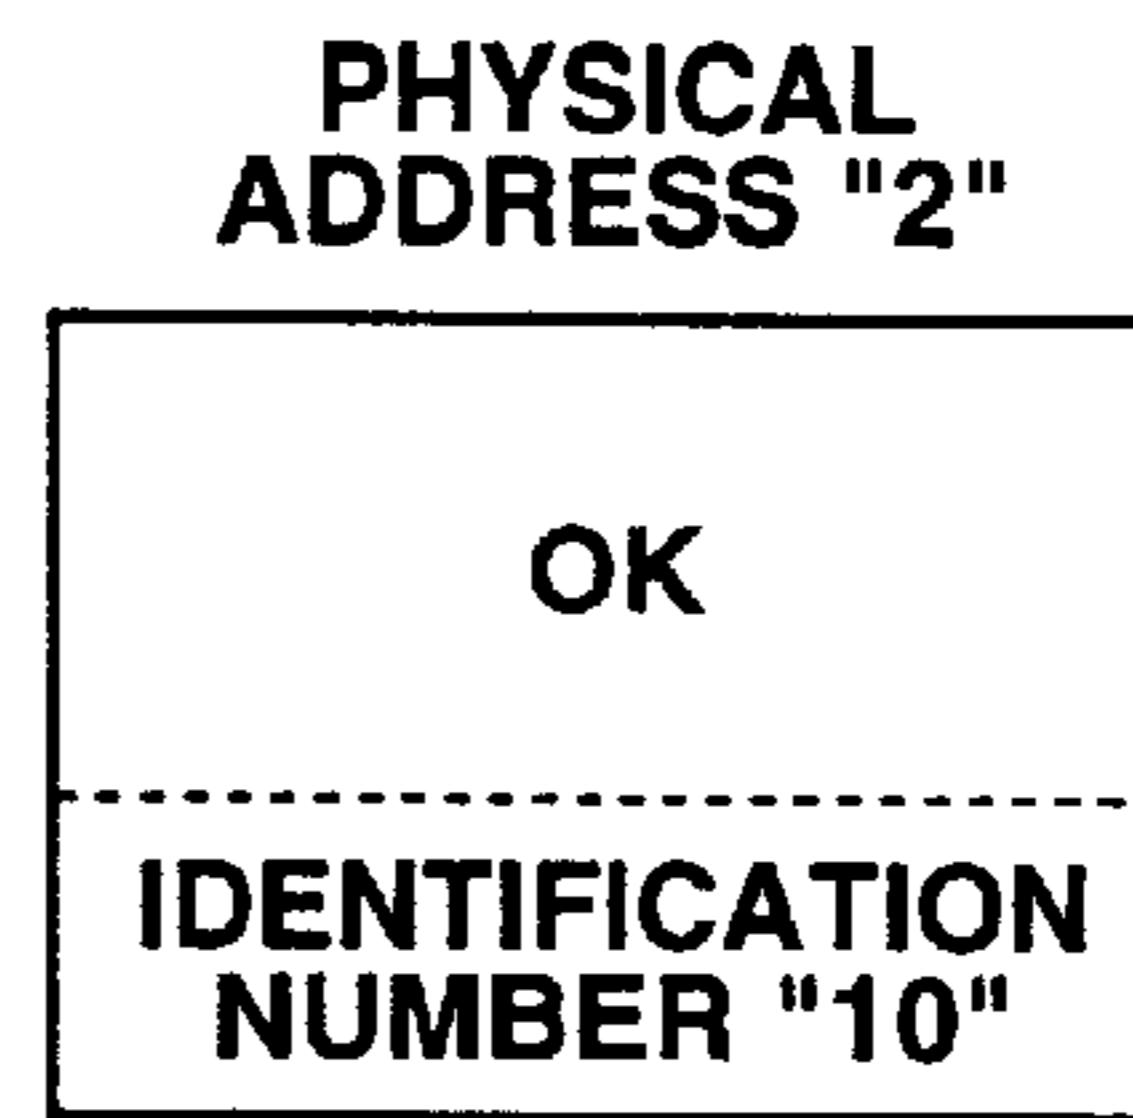 PHYSICAL
ADDRESS "2"
OK
IDENTIFICATION
NUMBER "10"